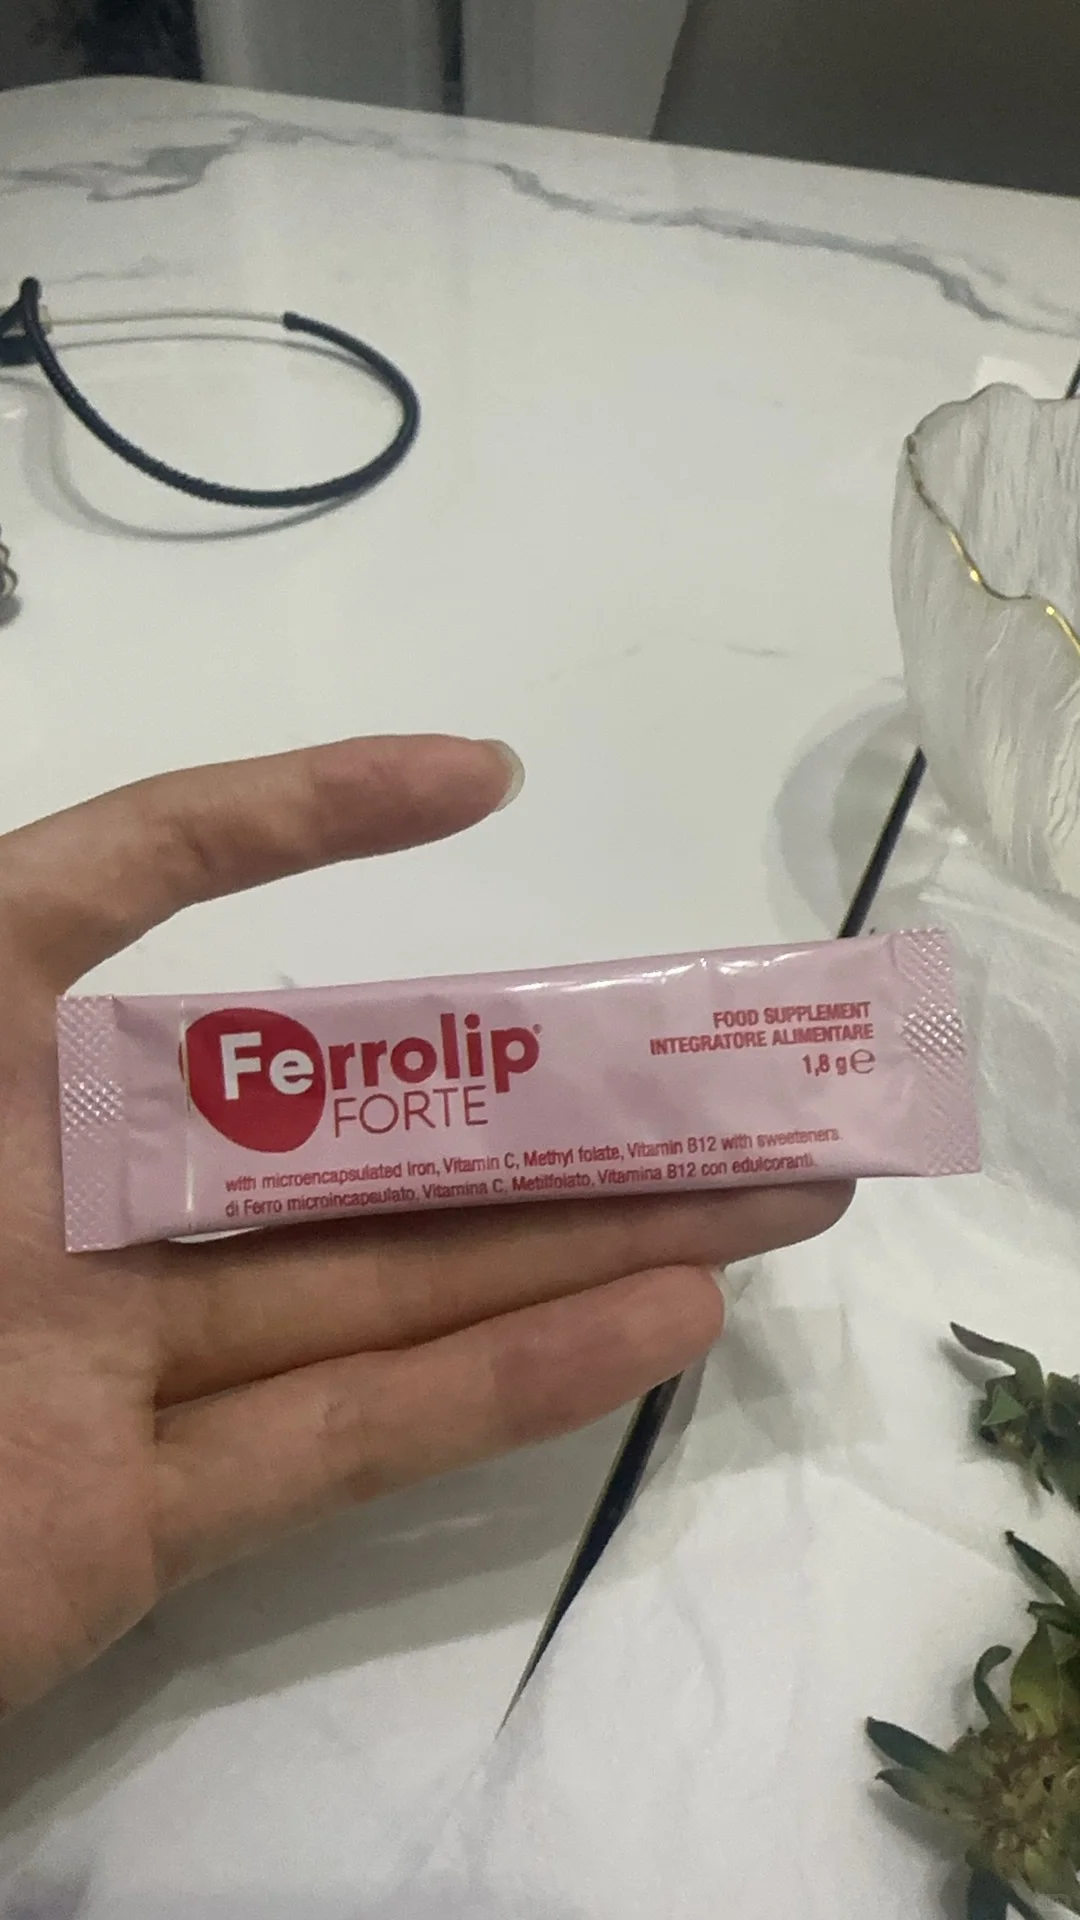 Ferrolip®
FORTE
FOOD SUPPLEMENT
INTEGRATORE ALIMENTARE
1,8 g ℮
with microencapsulated Iron, Vitamin C, Methyl folate, Vitamin B12 with sweeteners.
di Ferro microincapsulato, Vitamina C, Metilfolato, Vitamina B12 con edulcoranti.